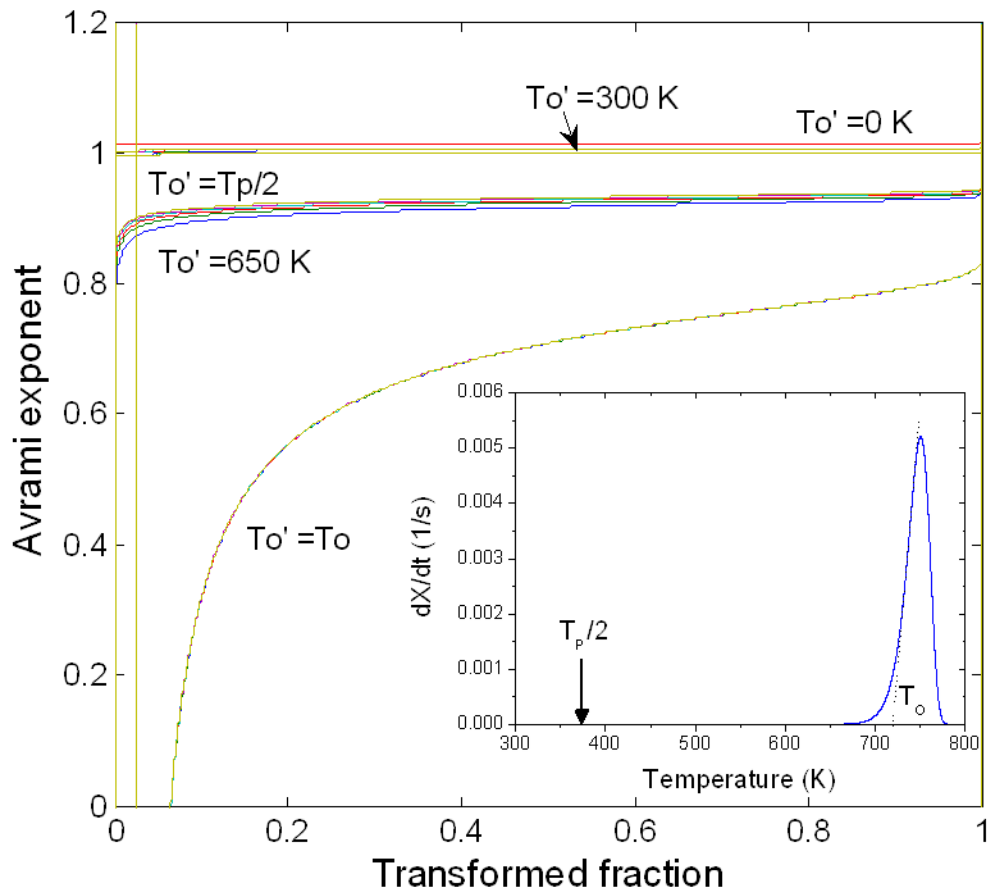 1.2
1
0.8
0.6
0.4
0.2
0
Avrami exponent
To' =300 K
To' =0 K
To' =Tp/2
To' =650 K
To' =To
0.006
0.005
0.004
0.003
0.002
0.001
0.000
dX/dt (1/s)
Tp/2
To
300 400 500 600 700 800
Temperature (K)
0 0.2 0.4 0.6 0.8 1
Transformed fraction